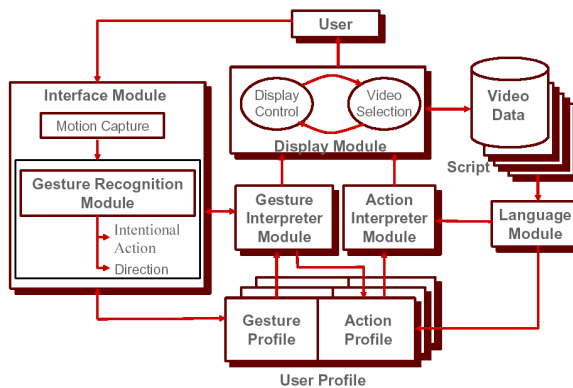 User
Interface Module
Motion Capture
Gesture Recognition
Module
Intentional
Action
Direction
Display
Control
Video
Selection
Display Module
Video
Data
Script
Gesture
Interpreter
Module
Action
Interpreter
Module
Language
Module
Gesture
Profile
Action
Profile
User Profile